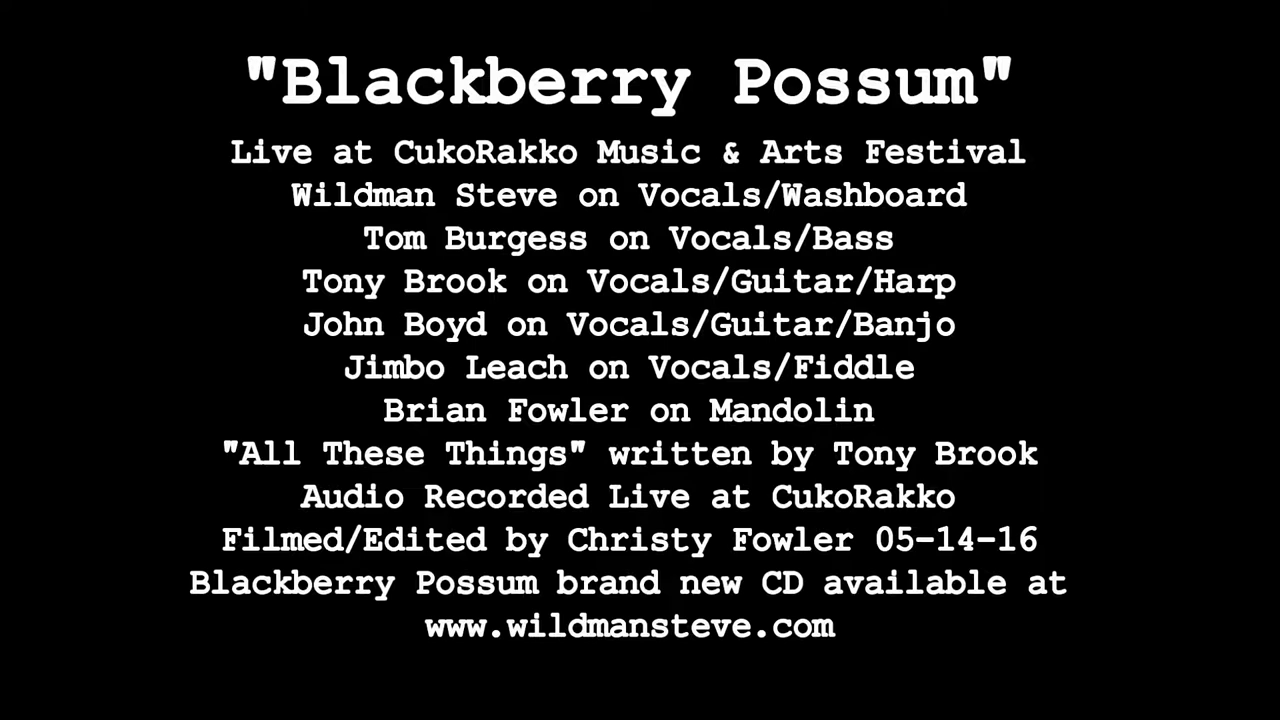 "Blackberry Possum"
Live at CukoRakko Music & Arts Festival
Wildman Steve on Vocals/Washboard
Tom Burgess on Vocals/Bass
Tony Brook on Vocals/Guitar/Harp
John Boyd on Vocals/Guitar/Banjo
Jimbo Leach on Vocals/Fiddle
Brian Fowler on Mandolin
"All These Things" written by Tony Brook
Audio Recorded Live at CukoRakko
Filmed/Edited by Christy Fowler 05-14-16
Blackberry Possum brand new CD available at
www.wildmansteve.com